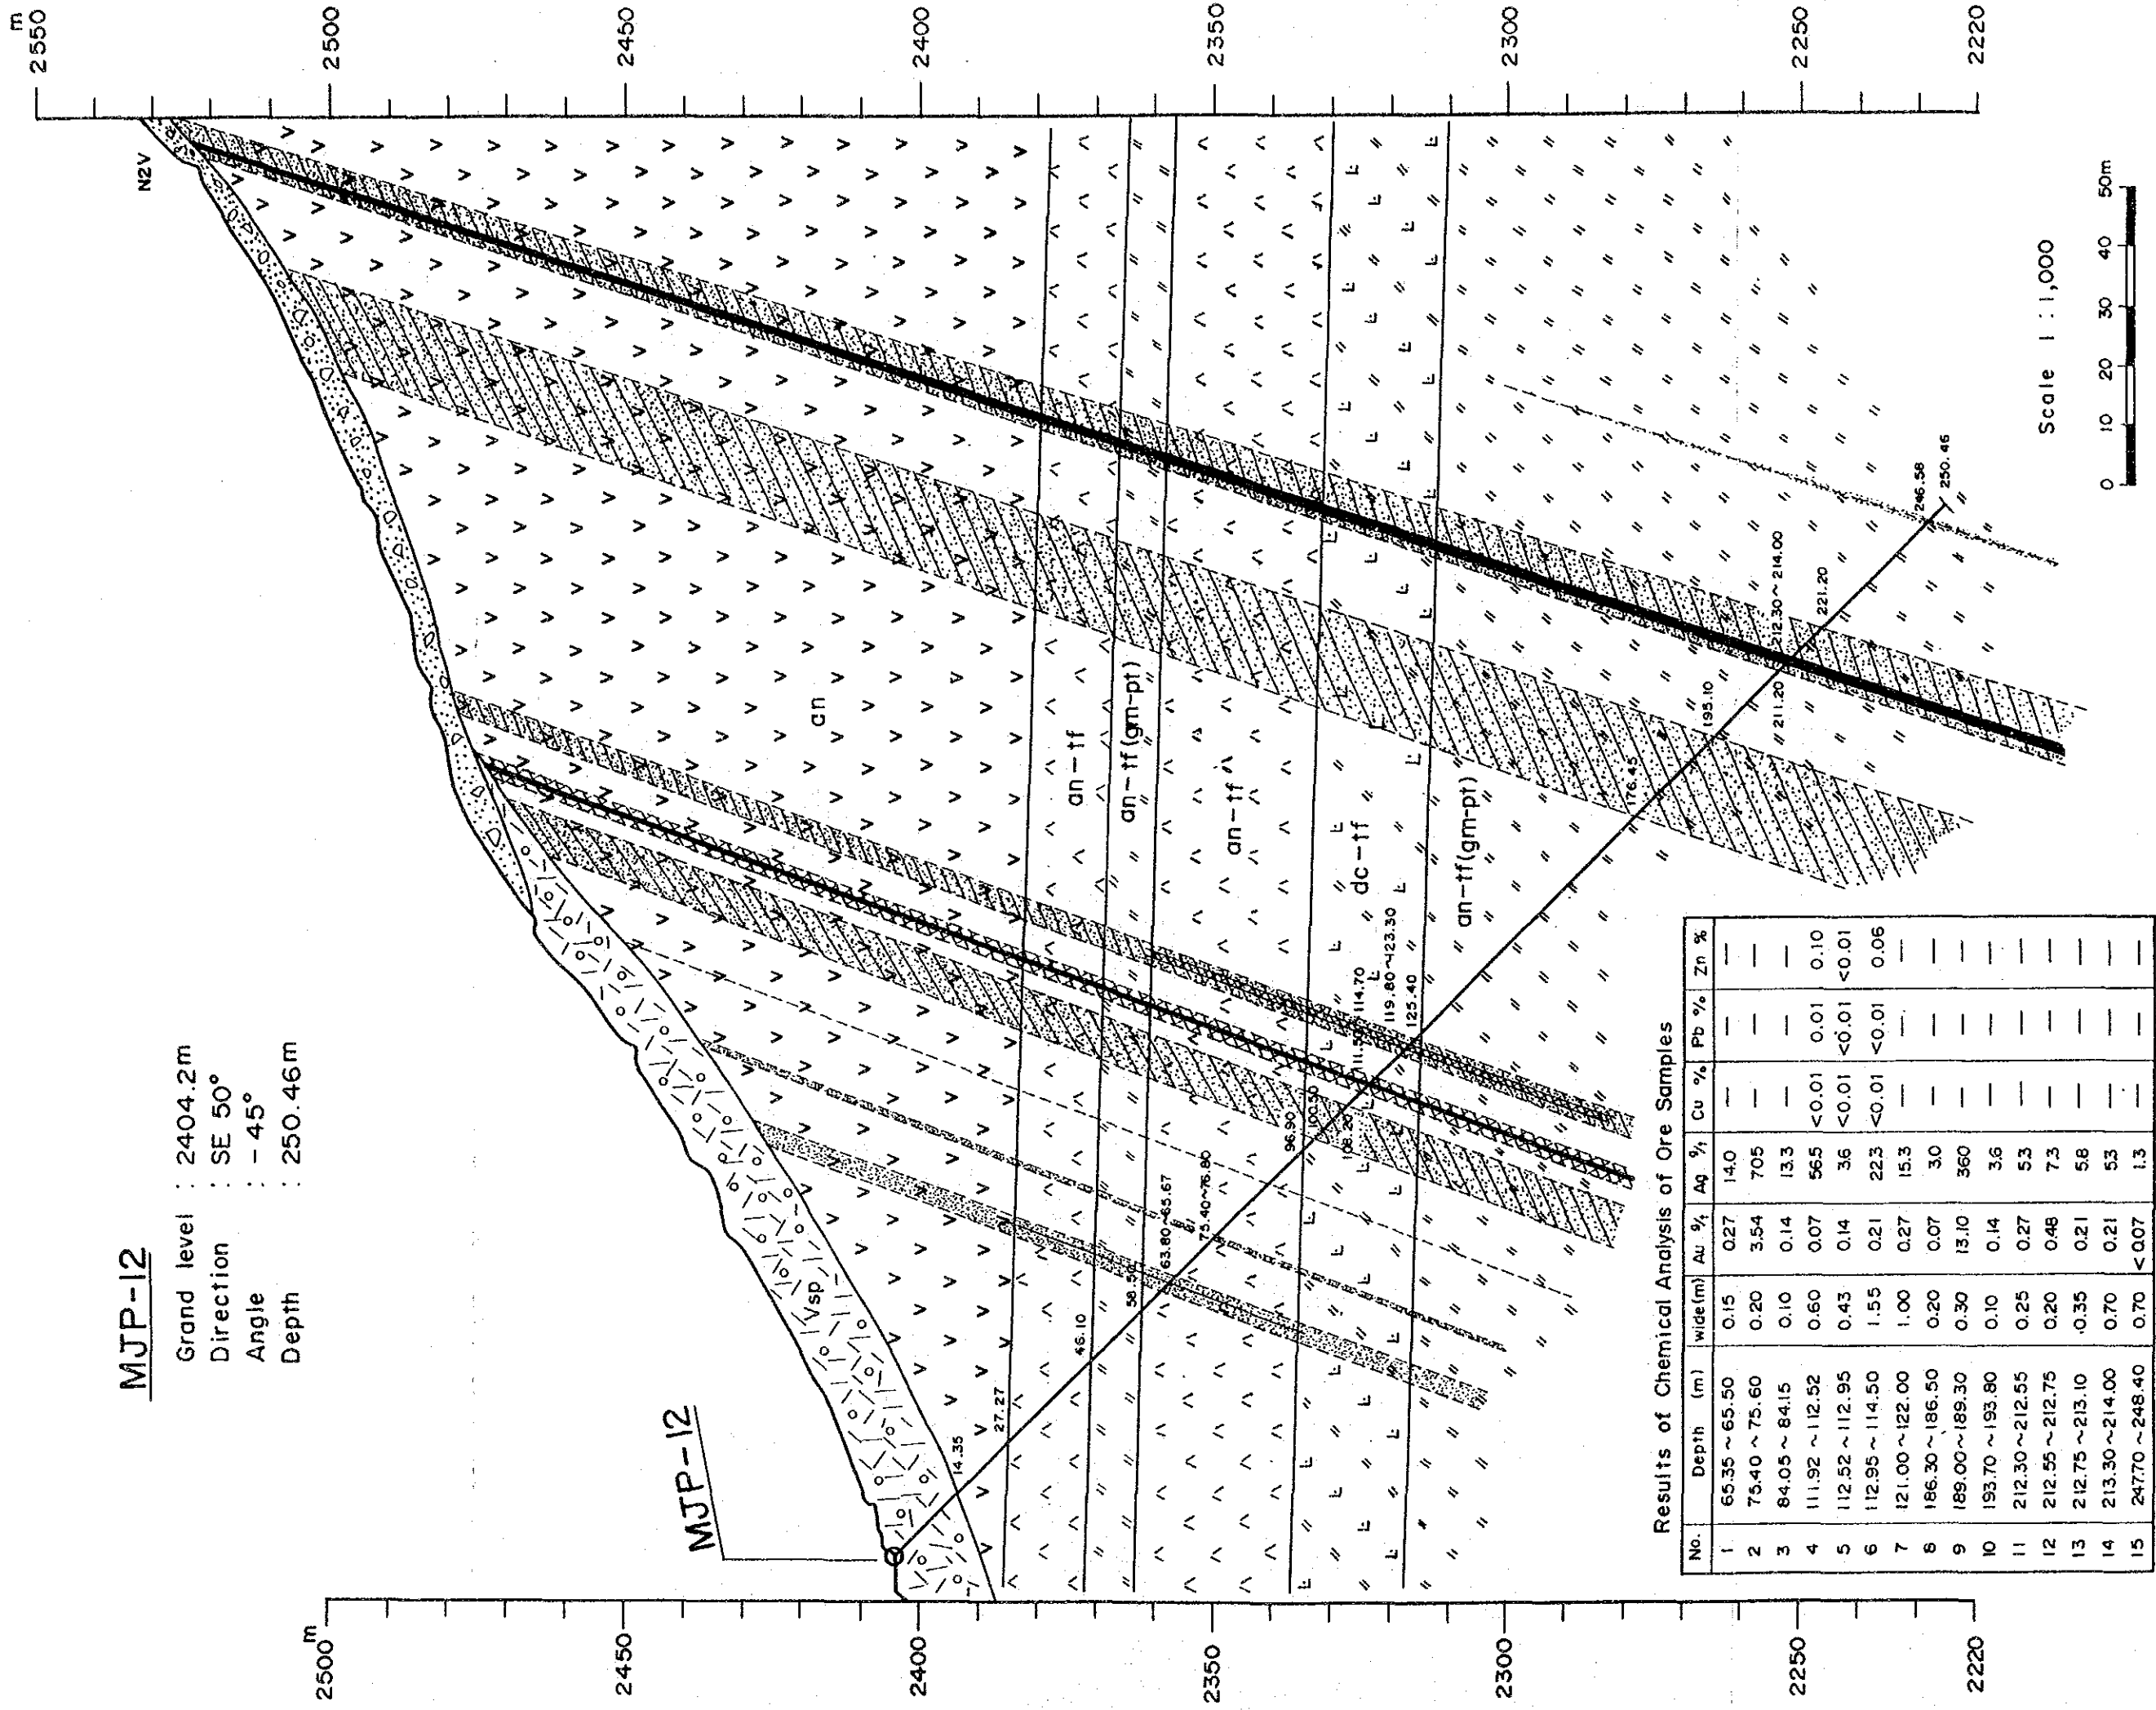 MJP-12
Grand level : 2404.2m
Direction : SE 50°
Angle : -45°
Depth : 250.46m
MJP-12
m
2550
2500
2450
2400
2350
2300
2250
2220
m
2500
2450
2400
2350
2300
2250
2220
N2V
sp
an
an-tf
an-tf(gm-pt)
an-tf
dc-tf
an-tf(gm-pt)
14.35
27.27
46.10
58.50
63.80~65.67
75.40~76.80
96.90
100.50
108.20
111.50
114.70
119.80~123.30
125.40
176.45
195.10
211.20
212.30~214.00
221.20
246.58
250.46
Scale 1:1,000
0 10 20 30 40 50m
Results of Chemical Analysis of Ore Samples
No. Depth (m) wide(m) Au g/t Ag g/t Cu % Pb % Zn %
1 65.35~65.50 0.15 0.27 14.0 — — —
2 75.40~75.60 0.20 3.54 705 — — —
3 84.05~84.15 0.10 0.14 13.3 — — —
4 111.92~112.52 0.60 0.07 56.5 <0.01 0.01 0.10
5 112.52~112.95 0.43 0.14 3.6 <0.01 <0.01 <0.01
6 112.95~114.50 1.55 0.21 22.3 <0.01 <0.01 0.06
7 121.00~122.00 1.00 0.27 15.3 — — —
8 186.30~186.50 0.20 0.07 3.0 — — —
9 189.00~189.30 0.30 13.10 360 — — —
10 193.70~193.80 0.10 0.14 3.6 — — —
11 212.30~212.55 0.25 0.27 53 — — —
12 212.55~212.75 0.20 0.48 7.3 — — —
13 212.75~213.10 0.35 0.21 5.8 — — —
14 213.30~214.00 0.70 0.21 53 — — —
15 247.70~248.40 0.70 <0.07 1.3 — — —